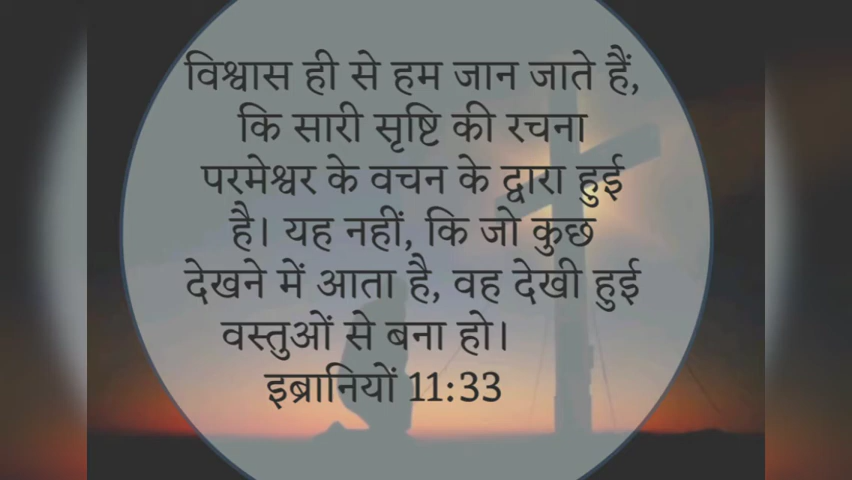 विश्वास ही से हम जान जाते हैं,
कि सारी सृष्टि की रचना
परमेश्वर के वचन के द्वारा हुई
है। यह नहीं, कि जो कुछ
देखने में आता है, वह देखी हुई
वस्तुओं से बना हो।
इब्रानियों 11:33